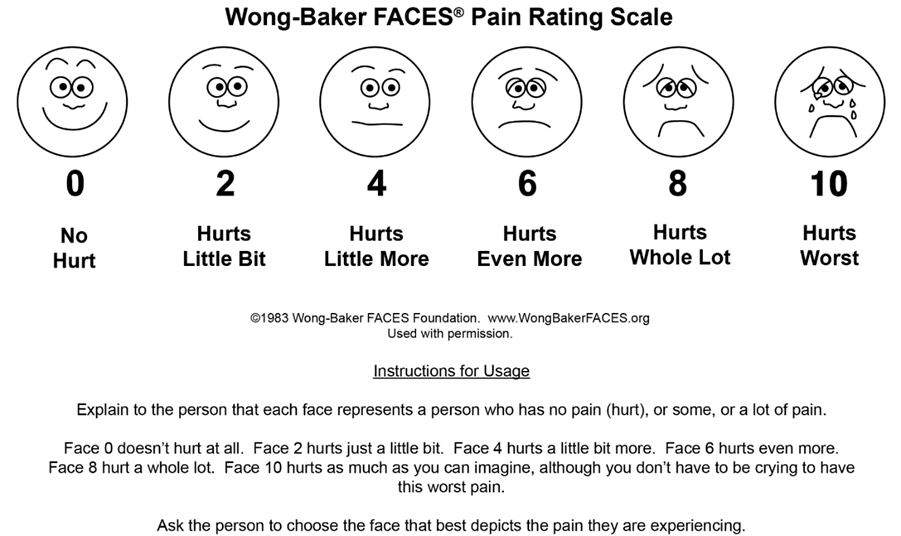 Wong-Baker FACES® Pain Rating Scale
0 2 4 6 8 10
No Hurts Hurts Hurts Hurts Hurts
Hurt Little Bit Little More Even More Whole Lot Worst
©1983 Wong-Baker FACES Foundation. www.WongBakerFACES.org
Used with permission.
Instructions for Usage
Explain to the person that each face represents a person who has no pain (hurt), or some, or a lot of pain.
Face 0 doesn't hurt at all. Face 2 hurts just a little bit. Face 4 hurts a little bit more. Face 6 hurts even more.
Face 8 hurt a whole lot. Face 10 hurts as much as you can imagine, although you don't have to be crying to have
this worst pain.
Ask the person to choose the face that best depicts the pain they are experiencing.